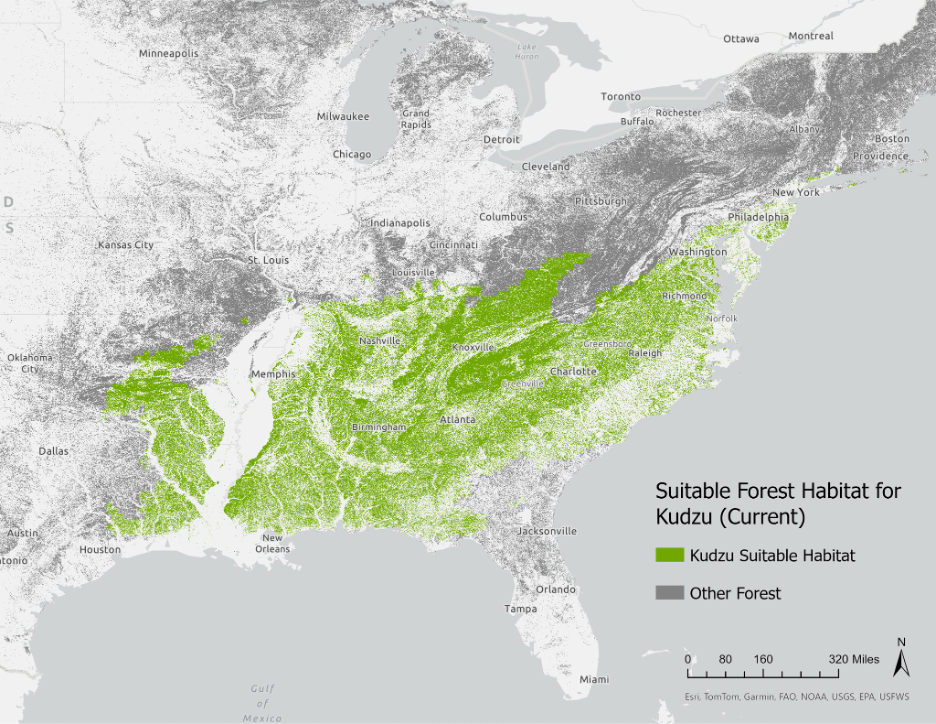 Ottawa
Montreal
Minneapolis
Lake
Huron
Toronto
Rochester
Buffalo
Milwaukee
Grand
Rapids
Detroit
Albany
Boston
Providence
Chicago
Cleveland
New York
Pittsburgh
D
S
Indianapolis
Columbus
Philadelphia
Kansas City
Cincinnati
Washington
St. Louis
Louisville
Richmond
Norfolk
Nashville
Knoxville
Greensboro
Raleigh
Oklahoma
City
Memphis
Charlotte
Greenville
Atlanta
Birmingham
Dallas
Suitable Forest Habitat for
Kudzu (Current)
Kudzu Suitable Habitat
Other Forest
Austin
Houston
New
Orleans
Jacksonville
tonio
Orlando
Tampa
Miami
Gulf
of
Mexico
N
0 80 160 320 Miles
Esri, TomTom, Garmin, FAO, NOAA, USGS, EPA, USFWS